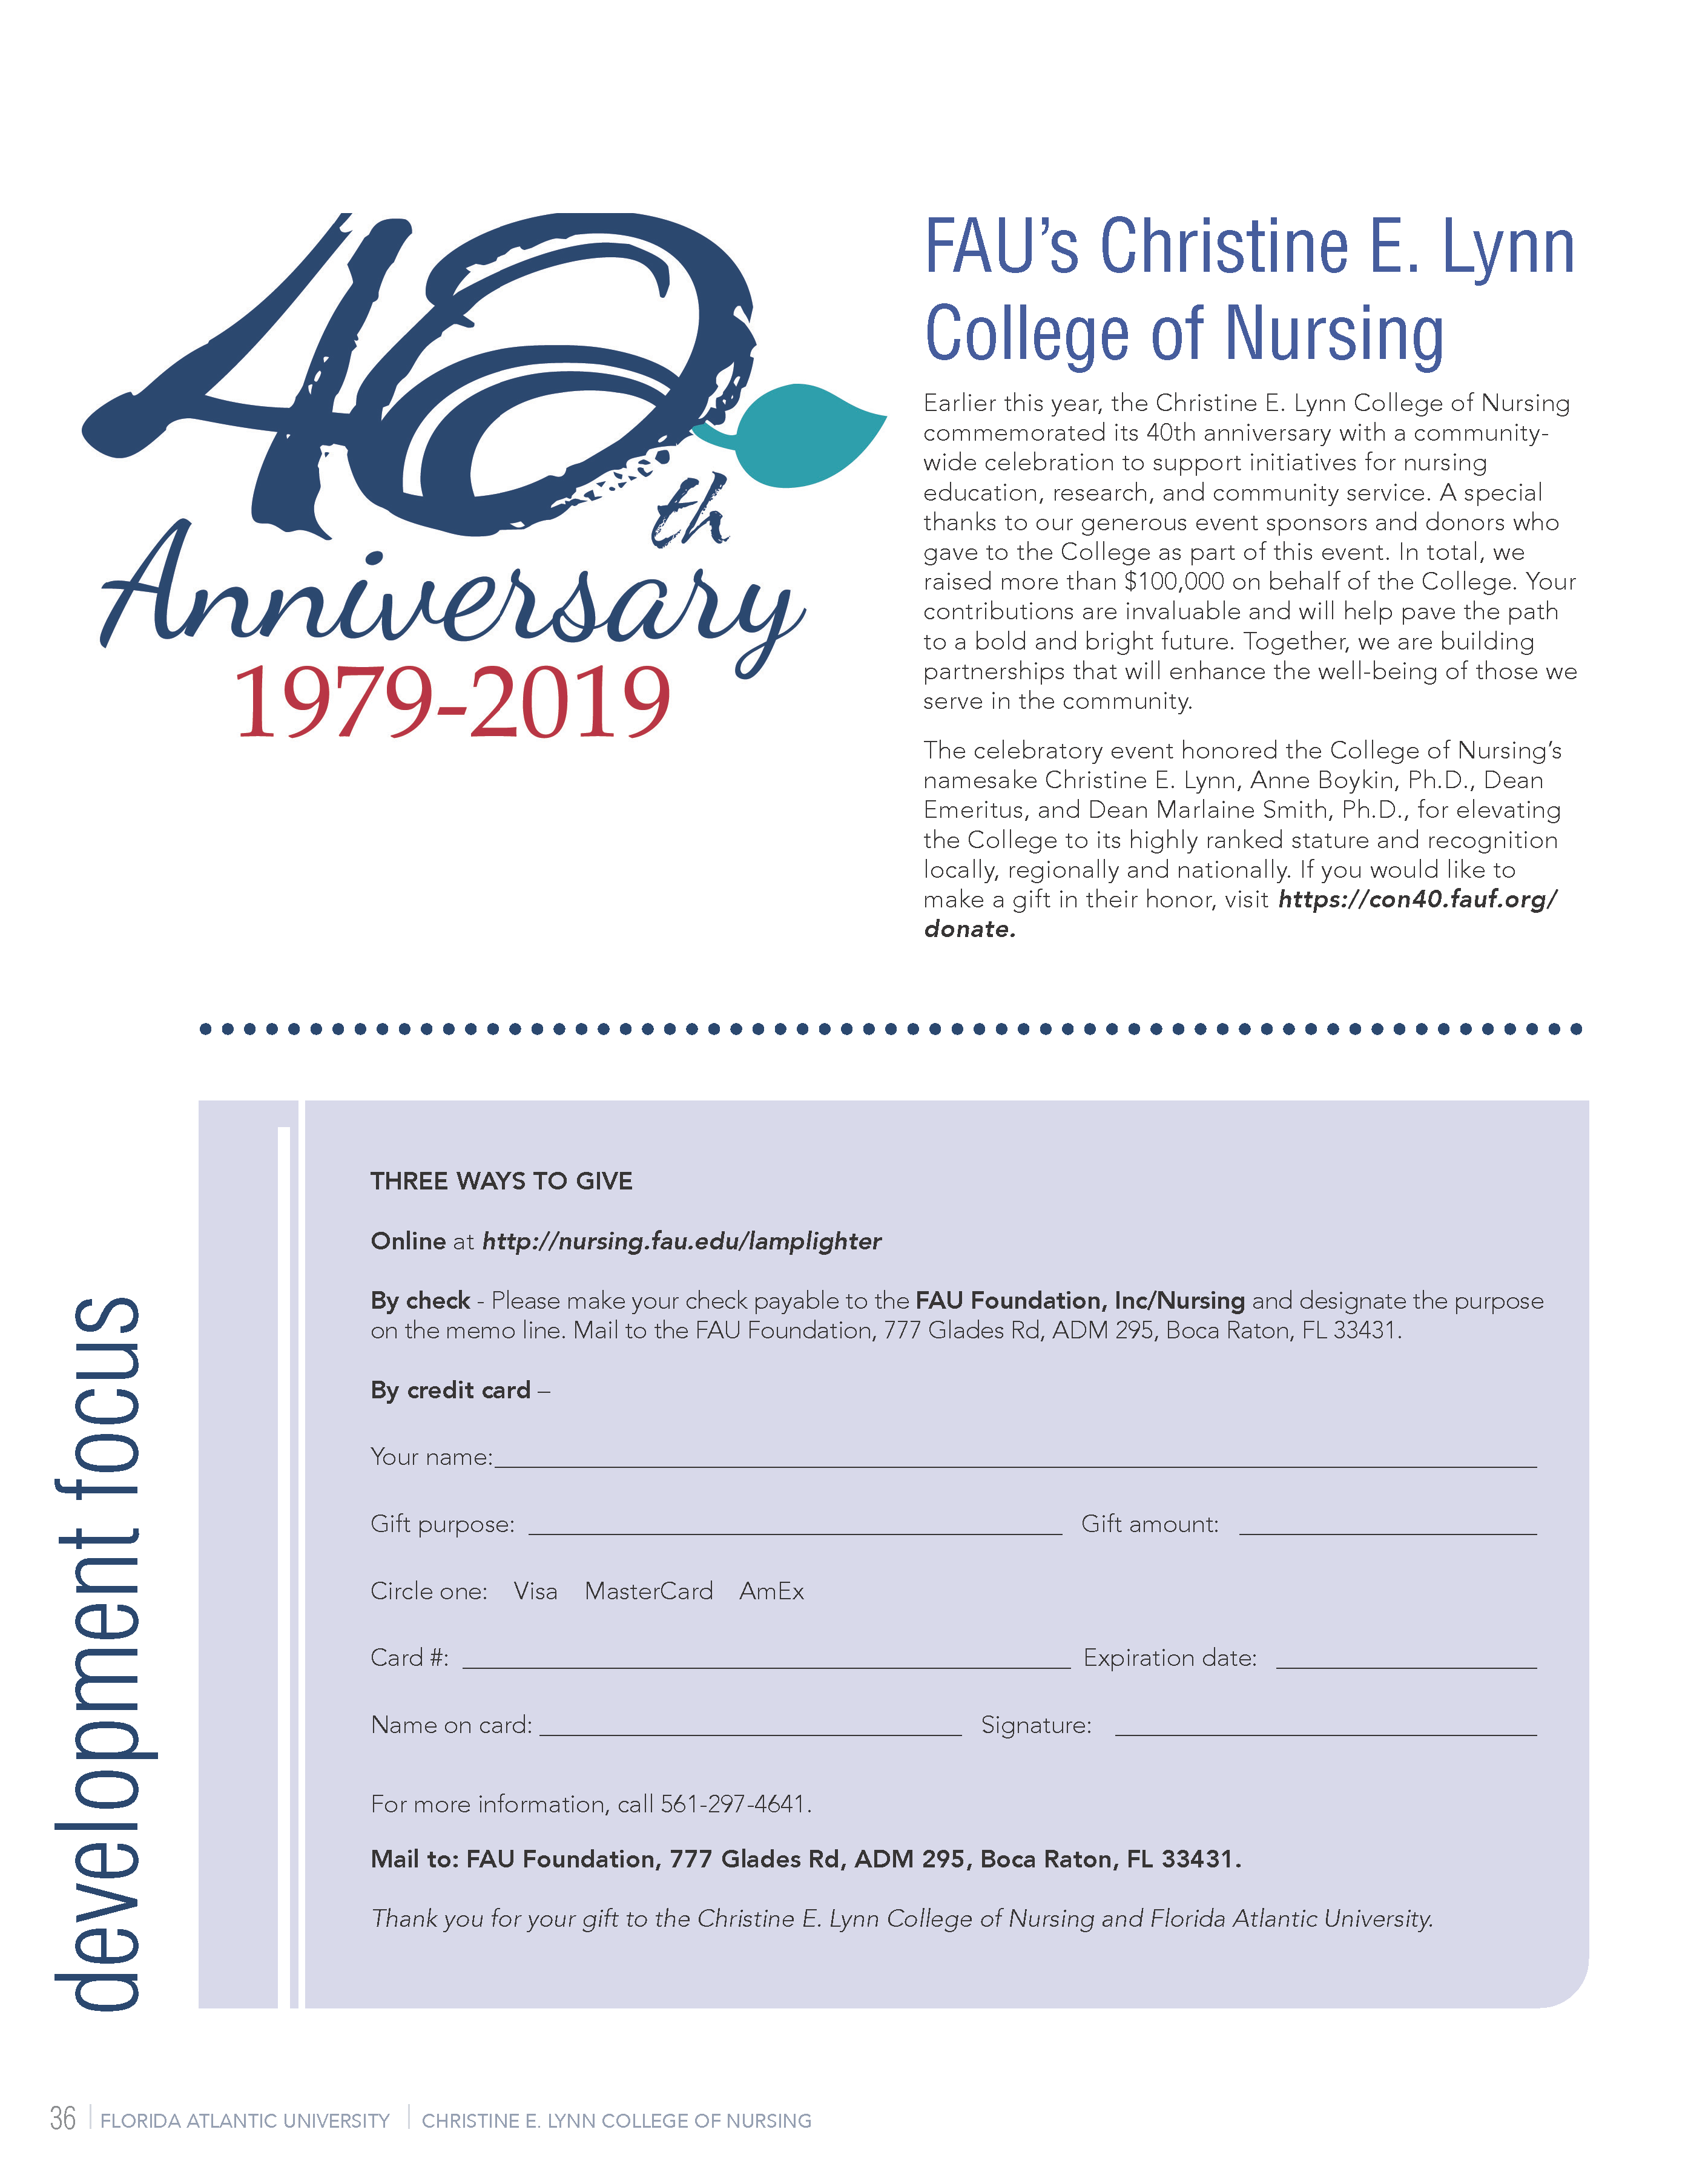 40th
Anniversary
1979-2019
FAU’s Christine E. Lynn
College of Nursing
Earlier this year, the Christine E. Lynn College of Nursing
commemorated its 40th anniversary with a community-
wide celebration to support initiatives for nursing
education, research, and community service. A special
thanks to our generous event sponsors and donors who
gave to the College as part of this event. In total, we
raised more than $100,000 on behalf of the College. Your
contributions are invaluable and will help pave the path
to a bold and bright future. Together, we are building
partnerships that will enhance the well-being of those we
serve in the community.
The celebratory event honored the College of Nursing’s
namesake Christine E. Lynn, Anne Boykin, Ph.D., Dean
Emeritus, and Dean Marlaine Smith, Ph.D., for elevating
the College to its highly ranked stature and recognition
locally, regionally and nationally. If you would like to
make a gift in their honor, visit https://con40.fauf.org/
donate.
development focus
THREE WAYS TO GIVE
Online at http://nursing.fau.edu/lamplighter
By check - Please make your check payable to the FAU Foundation, Inc/Nursing and designate the purpose
on the memo line. Mail to the FAU Foundation, 777 Glades Rd, ADM 295, Boca Raton, FL 33431.
By credit card –
Your name:
Gift purpose: Gift amount:
Circle one: Visa MasterCard AmEx
Card #: Expiration date:
Name on card: Signature:
For more information, call 561-297-4641.
Mail to: FAU Foundation, 777 Glades Rd, ADM 295, Boca Raton, FL 33431.
Thank you for your gift to the Christine E. Lynn College of Nursing and Florida Atlantic University.
36 | FLORIDA ATLANTIC UNIVERSITY | CHRISTINE E. LYNN COLLEGE OF NURSING